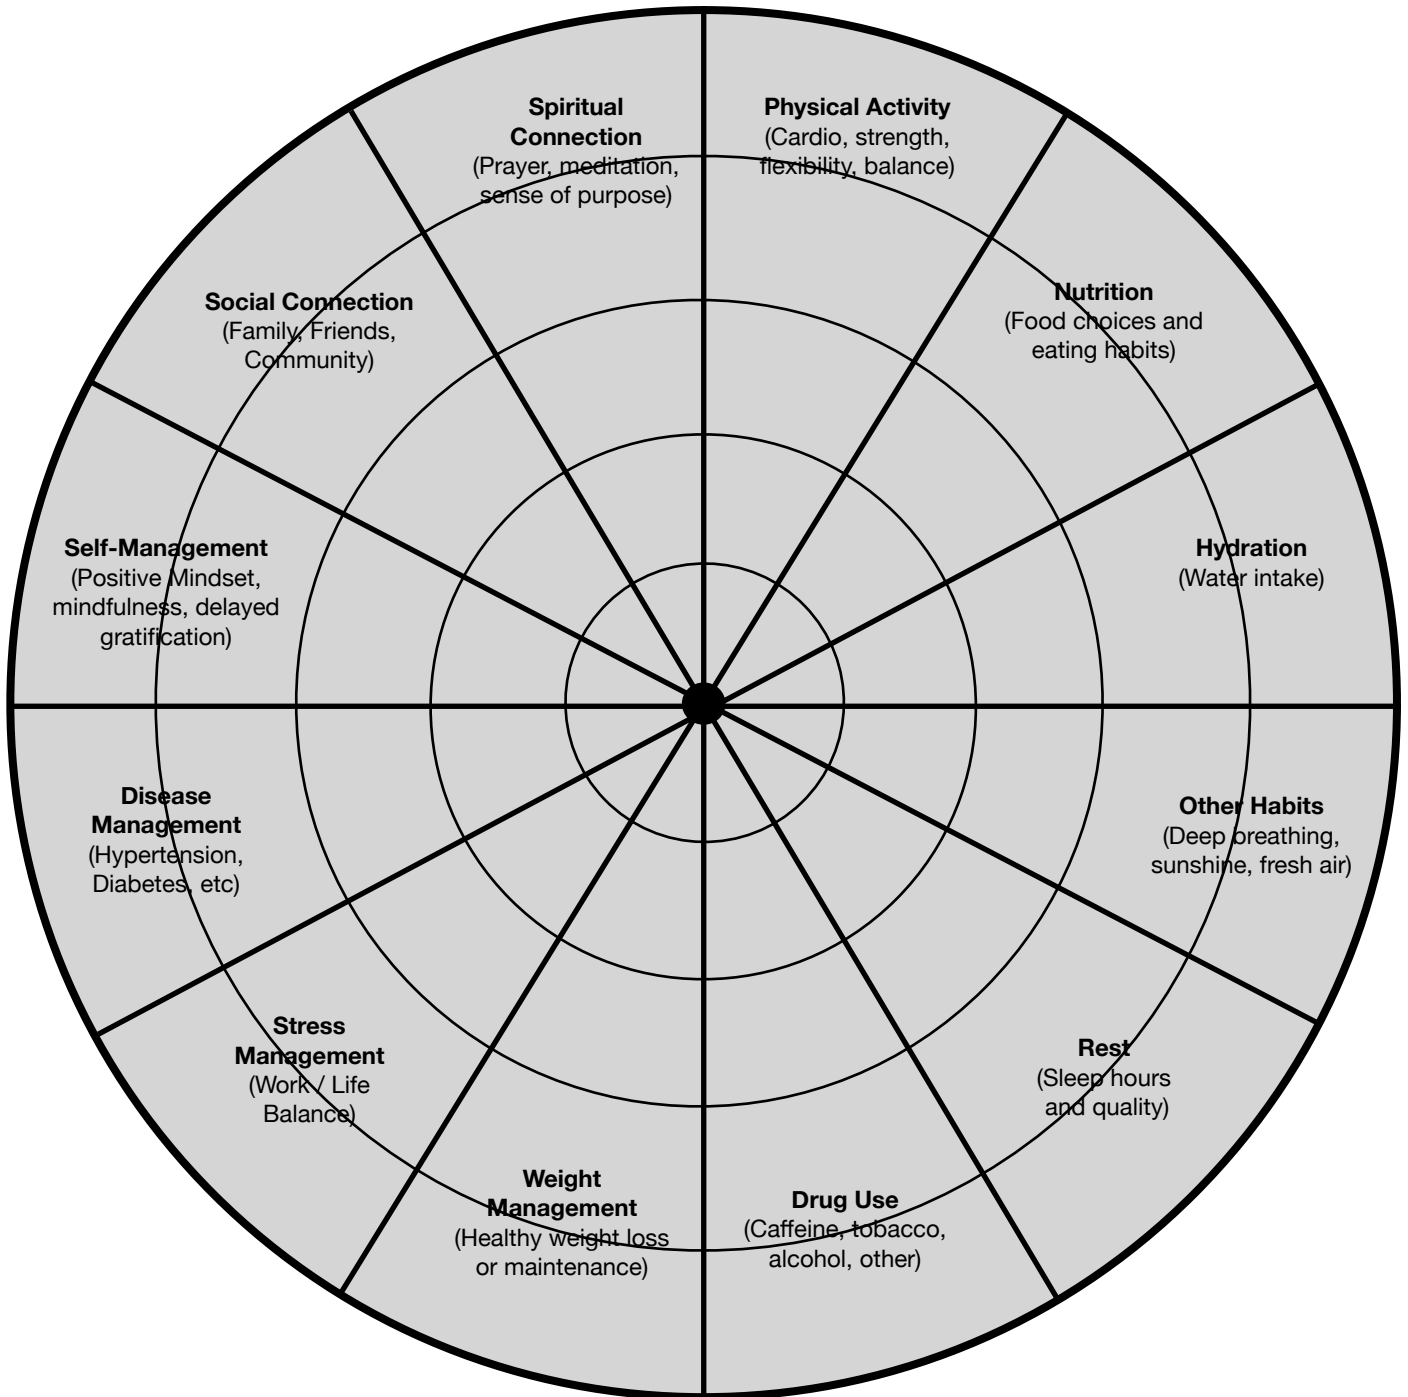 Spiritual
Connection
(Prayer, meditation,
sense of purpose)
Physical Activity
(Cardio, strength,
flexibility, balance)
Nutrition
(Food choices and
eating habits)
Hydration
(Water intake)
Other Habits
(Deep breathing,
sunshine, fresh air)
Rest
(Sleep hours
and quality)
Drug Use
(Caffeine, tobacco,
alcohol, other)
Weight
Management
(Healthy weight loss
or maintenance)
Stress
Management
(Work / Life
Balance)
Disease
Management
(Hypertension,
Diabetes, etc)
Self-Management
(Positive Mindset,
mindfulness, delayed
gratification)
Social Connection
(Family, Friends,
Community)